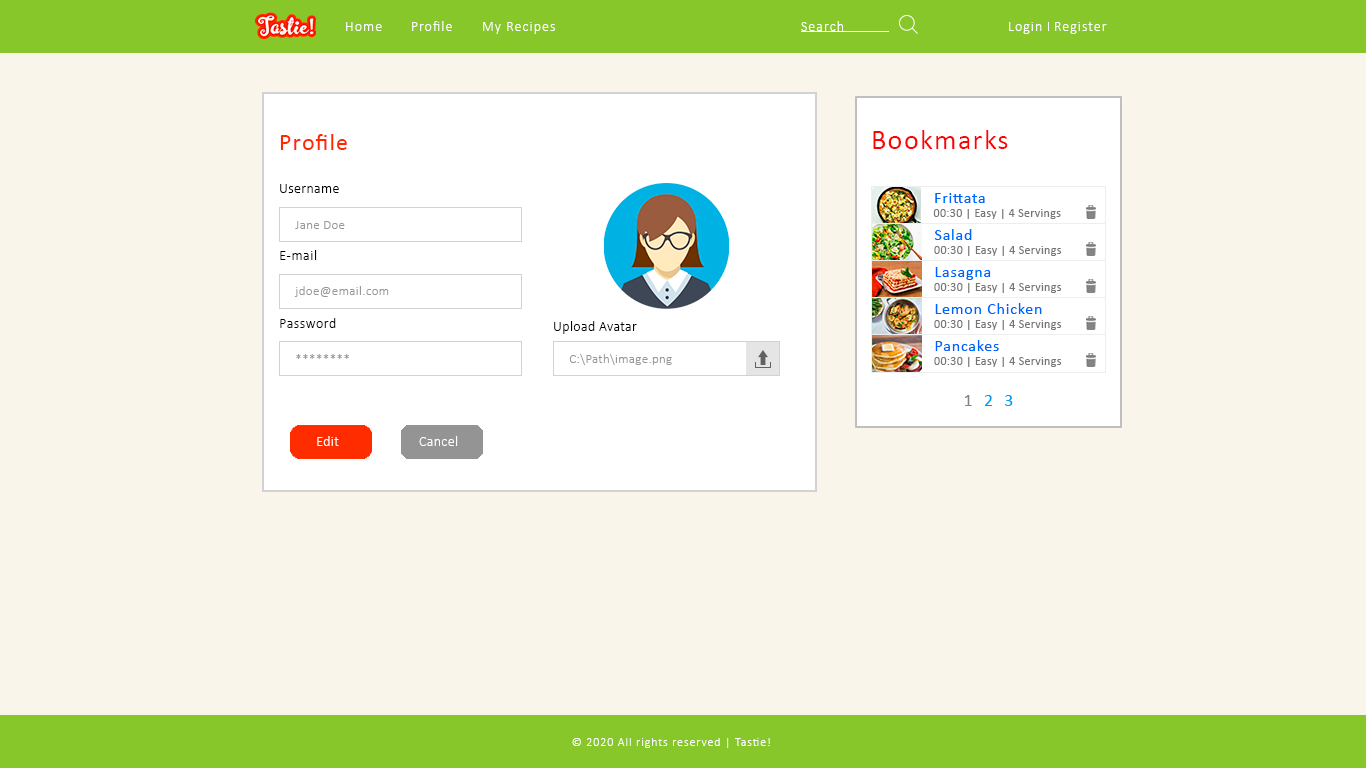 Tastie! Home Profile My Recipes Search Login | Register
Profile
Username
Jane Doe
E-mail
jdoe@email.com
Password
********
Upload Avatar
C:\Path\image.png
Edit Cancel
Bookmarks
Frittata
00:30 | Easy | 4 Servings
Salad
00:30 | Easy | 4 Servings
Lasagna
00:30 | Easy | 4 Servings
Lemon Chicken
00:30 | Easy | 4 Servings
Pancakes
00:30 | Easy | 4 Servings
1 2 3
© 2020 All rights reserved | Tastie!